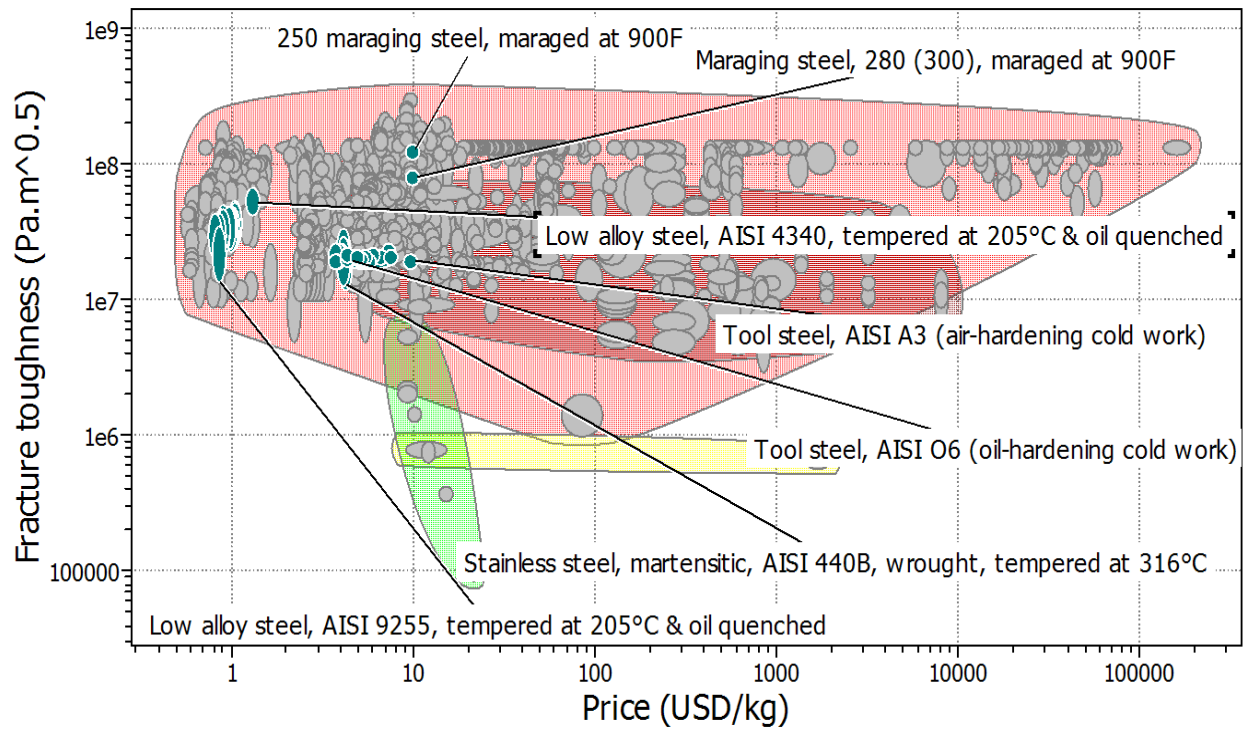 1e9
250 maraging steel, maraged at 900F
Maraging steel, 280 (300), maraged at 900F
1e8
Low alloy steel, AISI 4340, tempered at 205°C & oil quenched
1e7
Tool steel, AISI A3 (air-hardening cold work)
1e6
Tool steel, AISI O6 (oil-hardening cold work)
100000
Stainless steel, martensitic, AISI 440B, wrought, tempered at 316°C
Low alloy steel, AISI 9255, tempered at 205°C & oil quenched
Fracture toughness (Pa.m^0.5)
1 10 100 1000 10000 100000
Price (USD/kg)